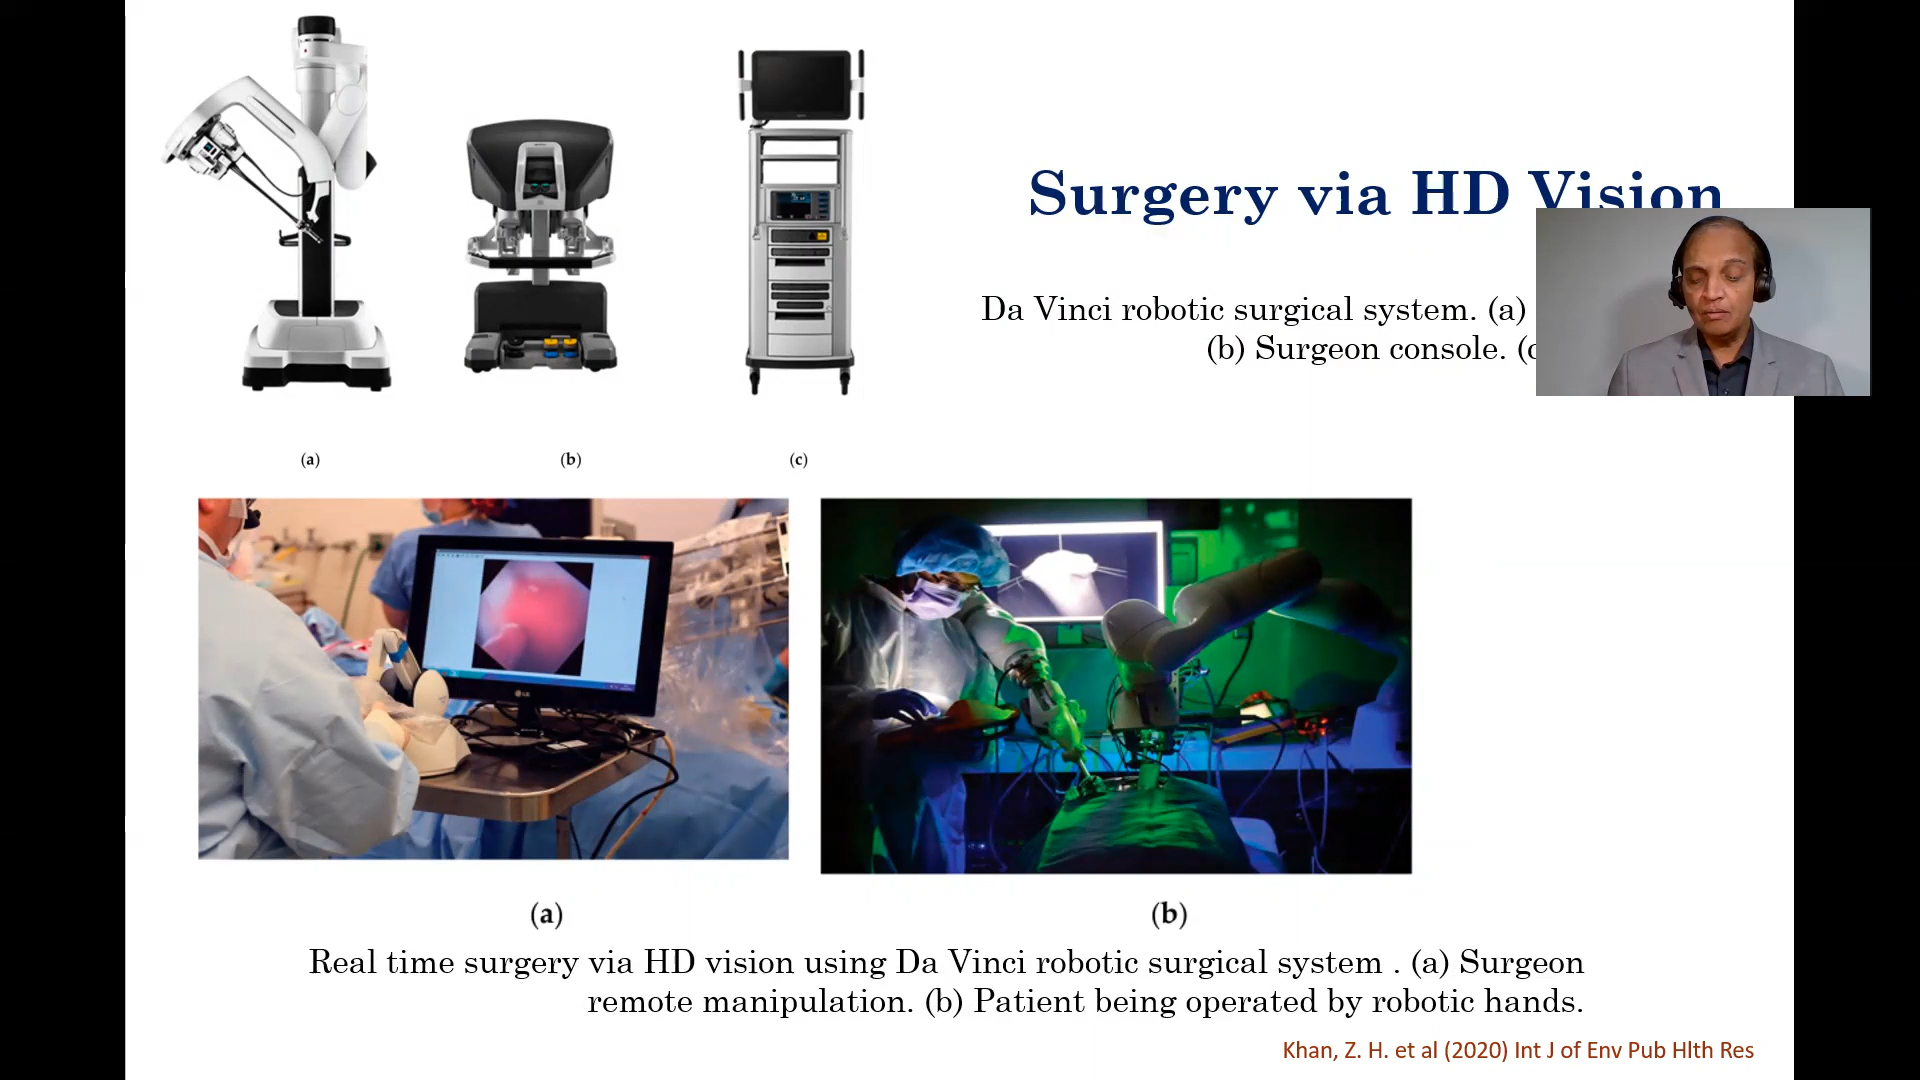 Surgery via HD Vision
Da Vinci robotic surgical system. (a)
(b) Surgeon console.
(a)
(b)
(c)
LG
(a)
(b)
Real time surgery via HD vision using Da Vinci robotic surgical system . (a) Surgeon
remote manipulation. (b) Patient being operated by robotic hands.
Khan, Z. H. et al (2020) Int J of Env Pub Hlth Res